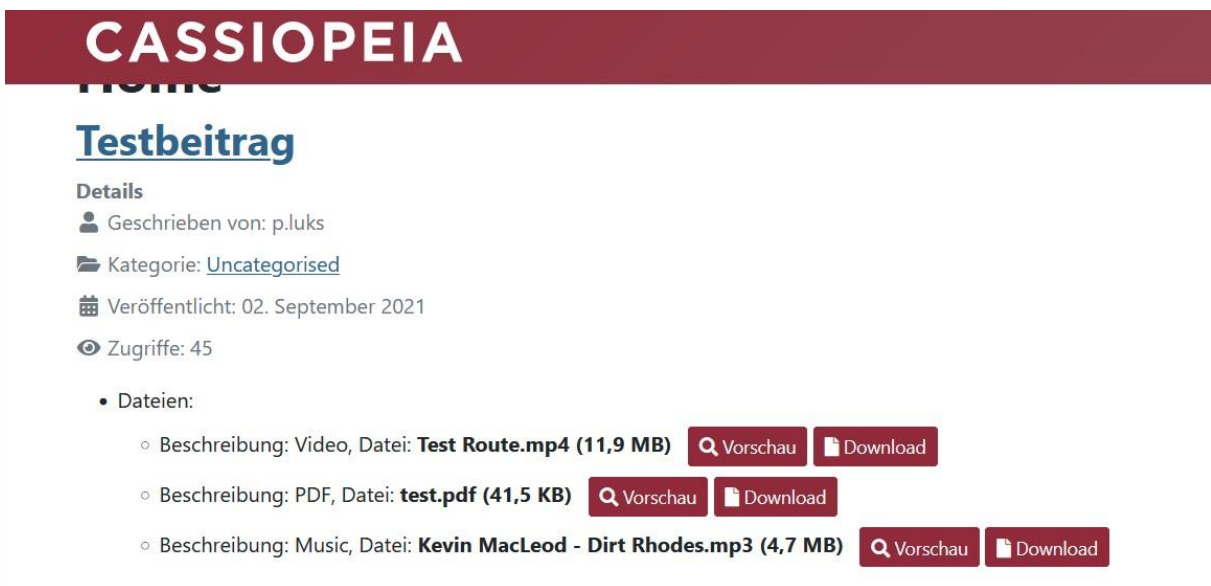 CASSIOPEIA
Home
Testbeitrag
Details
Geschrieben von: p.luks
Kategorie: Uncategorised
Veröffentlicht: 02. September 2021
Zugriffe: 45
• Dateien:
◦ Beschreibung: Video, Datei: Test Route.mp4 (11,9 MB) Vorschau Download
◦ Beschreibung: PDF, Datei: test.pdf (41,5 KB) Vorschau Download
◦ Beschreibung: Music, Datei: Kevin MacLeod - Dirt Rhodes.mp3 (4,7 MB) Vorschau Download